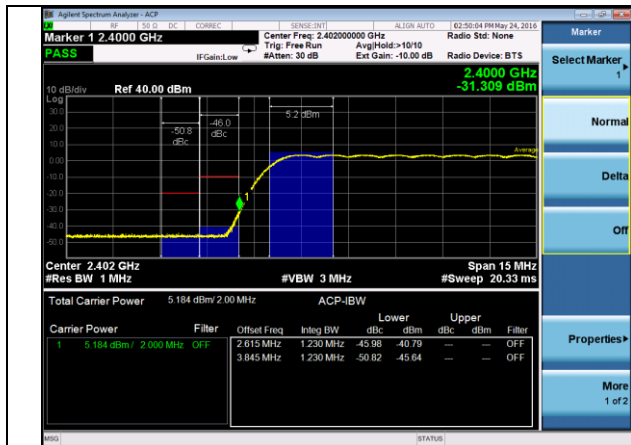 Agilent Spectrum Analyzer - ACP
RF 50 Ω DC CORREC SENSE:INT ALIGN AUTO 02:50:04 PM May 24, 2016
Marker 1 2.4000 GHz
Center Freq: 2.402000000 GHz Radio Std: None
Trig: Free Run Avg|Hold:>10/10
PASS IFGain:Low #Atten: 30 dB Ext Gain: -10.00 dB Radio Device: BTS
2.4000 GHz
-31.309 dBm
10 dB/div Ref 40.00 dBm
Log
30.0
20.0
10.0
0.00
-10.0
-20.0
-30.0
-40.0
-50.0
-50.8 dBc
-46.0 dBc
5.2 dBm
Average
1
Center 2.402 GHz Span 15 MHz
#Res BW 1 MHz #VBW 3 MHz #Sweep 20.33 ms
Total Carrier Power 5.184 dBm/ 2.00 MHz ACP-IBW
Lower Upper
Carrier Power Filter Offset Freq Integ BW dBc dBm dBc dBm Filter
1 5.184 dBm / 2.000 MHz OFF 2.615 MHz 1.230 MHz -45.98 -40.79 --- --- OFF
3.845 MHz 1.230 MHz -50.82 -45.64 --- --- OFF
MSG STATUS
Marker
Select Marker
1
Normal
Delta
Off
Properties
More
1 of 2